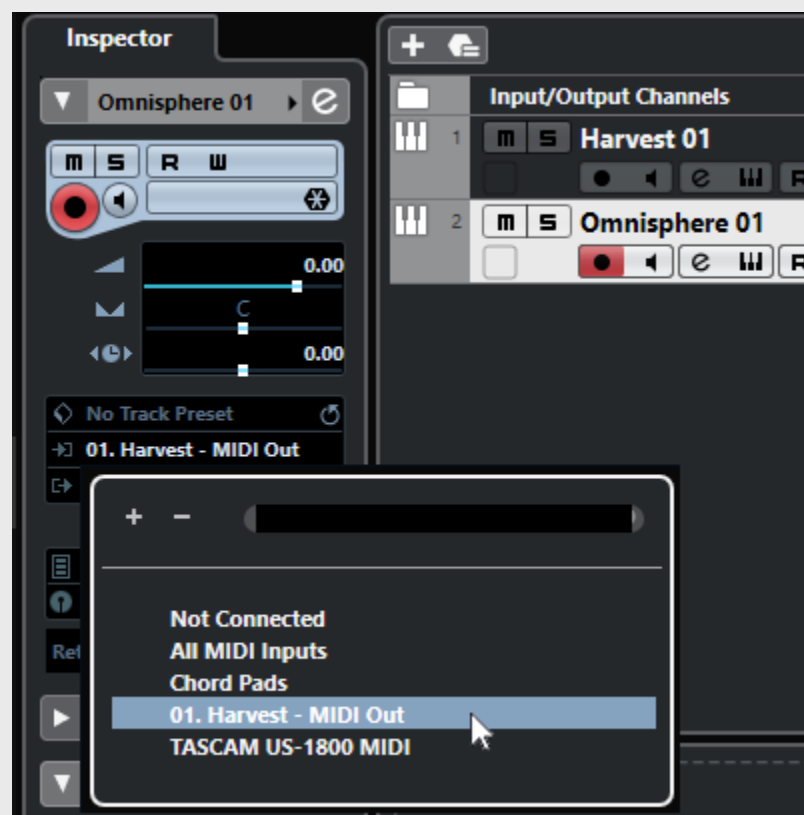 Inspector
Omnisphere 01
m S R W
0.00
C
0.00
No Track Preset
01. Harvest - MIDI Out
Ref
Input/Output Channels
1 m S Harvest 01
e R
2 m S Omnisphere 01
e R
+ −
Not Connected
All MIDI Inputs
Chord Pads
01. Harvest - MIDI Out
TASCAM US-1800 MIDI